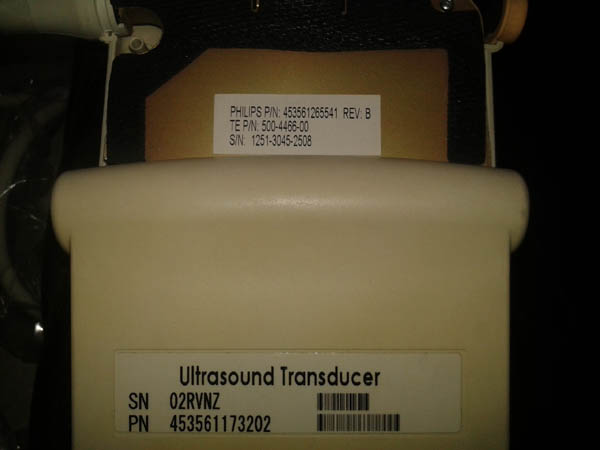 PHILIPS P/N: 453561265541 REV: B
TE P/N: 500-4466-00
S/N: 1251-3045-2508
Ultrasound Transducer
SN 02RVNZ
PN 453561173202